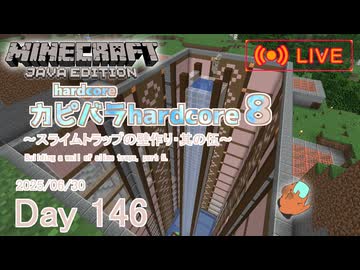 MINECRAFT
JAVA EDITION
LIVE
hardcore
カピバラhardcore 8
～スライムトラップの壁作り・其の伍～
Building a wall of slime traps, part 5.
2025/06/30
Day 146